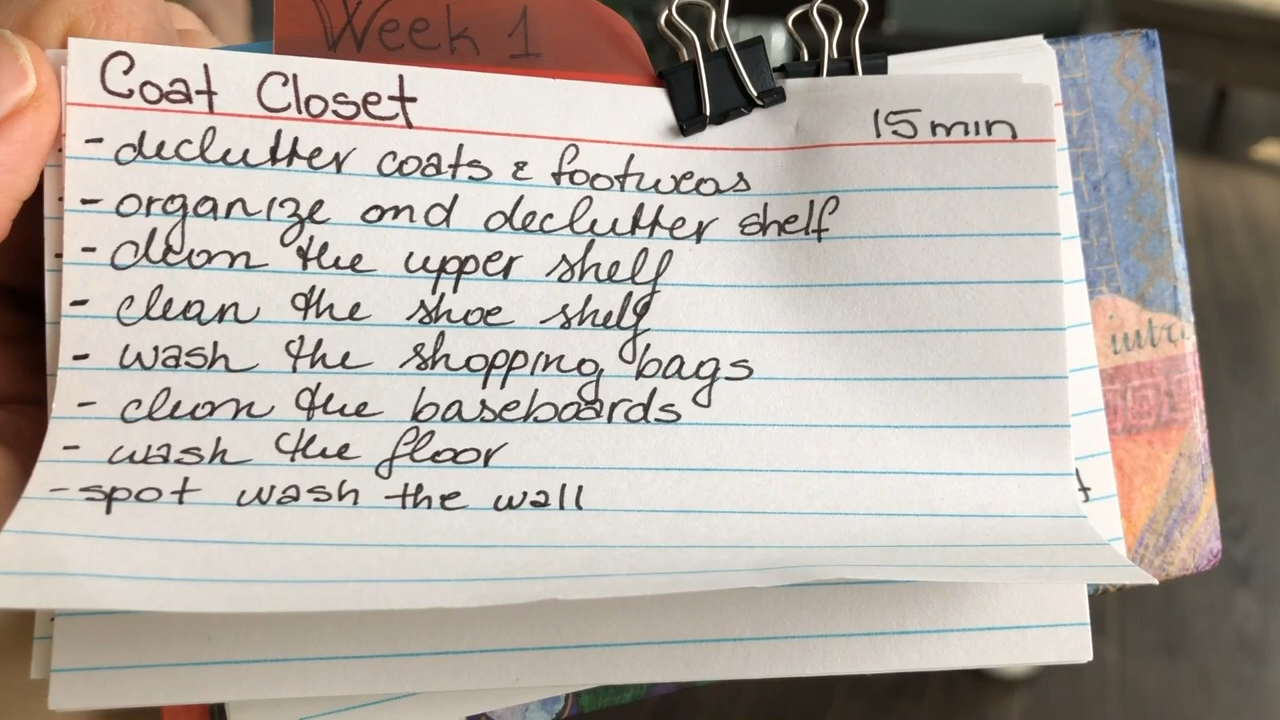 Week 1
Coat Closet
15 min
- declutter coats & footwear
- organize and declutter shelf
- clean the upper shelf
- clean the shoe shelf
- wash the shopping bags
- clean the baseboards
- wash the floor
- spot wash the wall